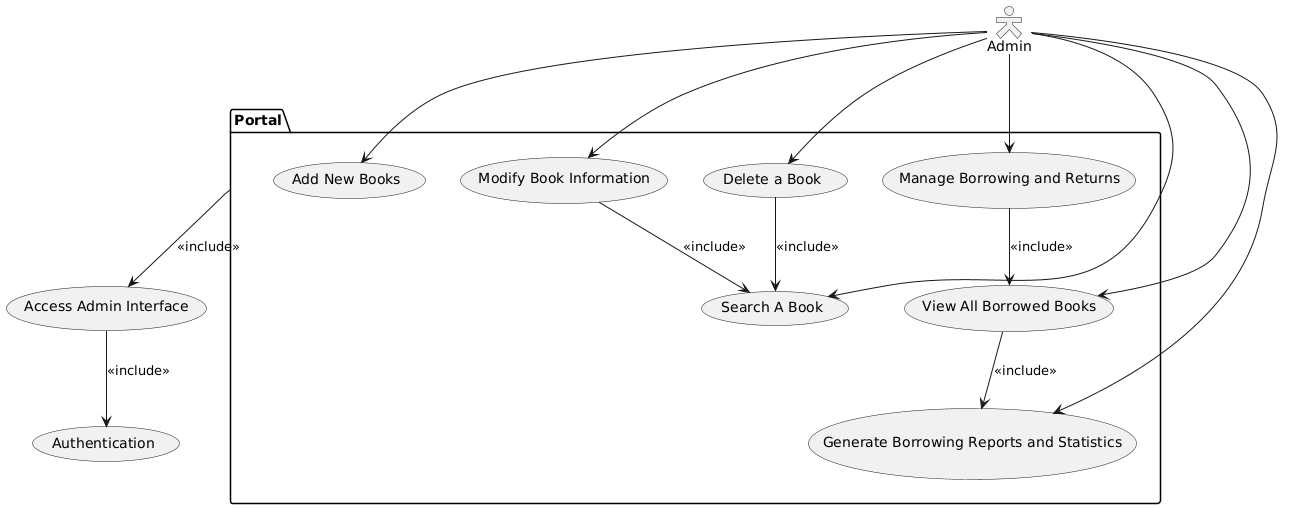 Admin
Portal
Add New Books
Modify Book Information
Delete a Book
Manage Borrowing and Returns
«include»
«include»
«include»
«include»
Access Admin Interface
Search A Book
View All Borrowed Books
«include»
«include»
Authentication
Generate Borrowing Reports and Statistics